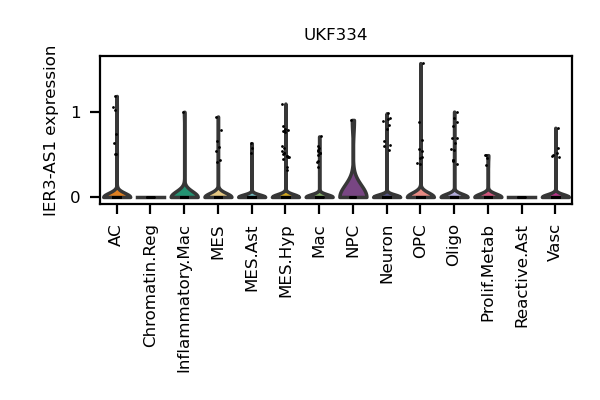 UKF334
IER3-AS1 expression
1
0
AC
Chromatin.Reg
Inflammatory.Mac
MES
MES.Ast
MES.Hyp
Mac
NPC
Neuron
OPC
Oligo
Prolif.Metab
Reactive.Ast
Vasc